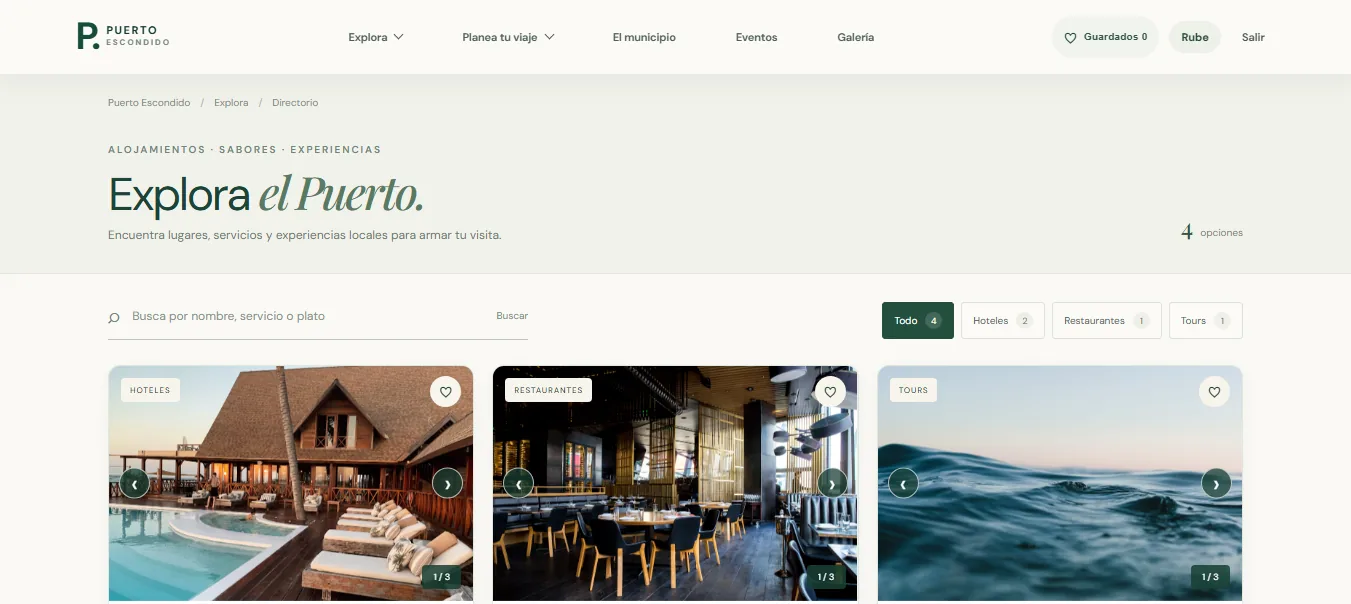 P. PUERTO
ESCONDIDO
Explora
Planea tu viaje
El municipio
Eventos
Galería
Guardados 0
Rube
Salir
Puerto Escondido / Explora / Directorio
ALOJAMIENTOS · SABORES · EXPERIENCIAS
Explora el Puerto.
Encuentra lugares, servicios y experiencias locales para armar tu visita.
4 opciones
Busca por nombre, servicio o plato
Buscar
Todo 4
Hoteles 2
Restaurantes 1
Tours 1
HOTELES
RESTAURANTES
TOURS
1/3
1/3
1/3